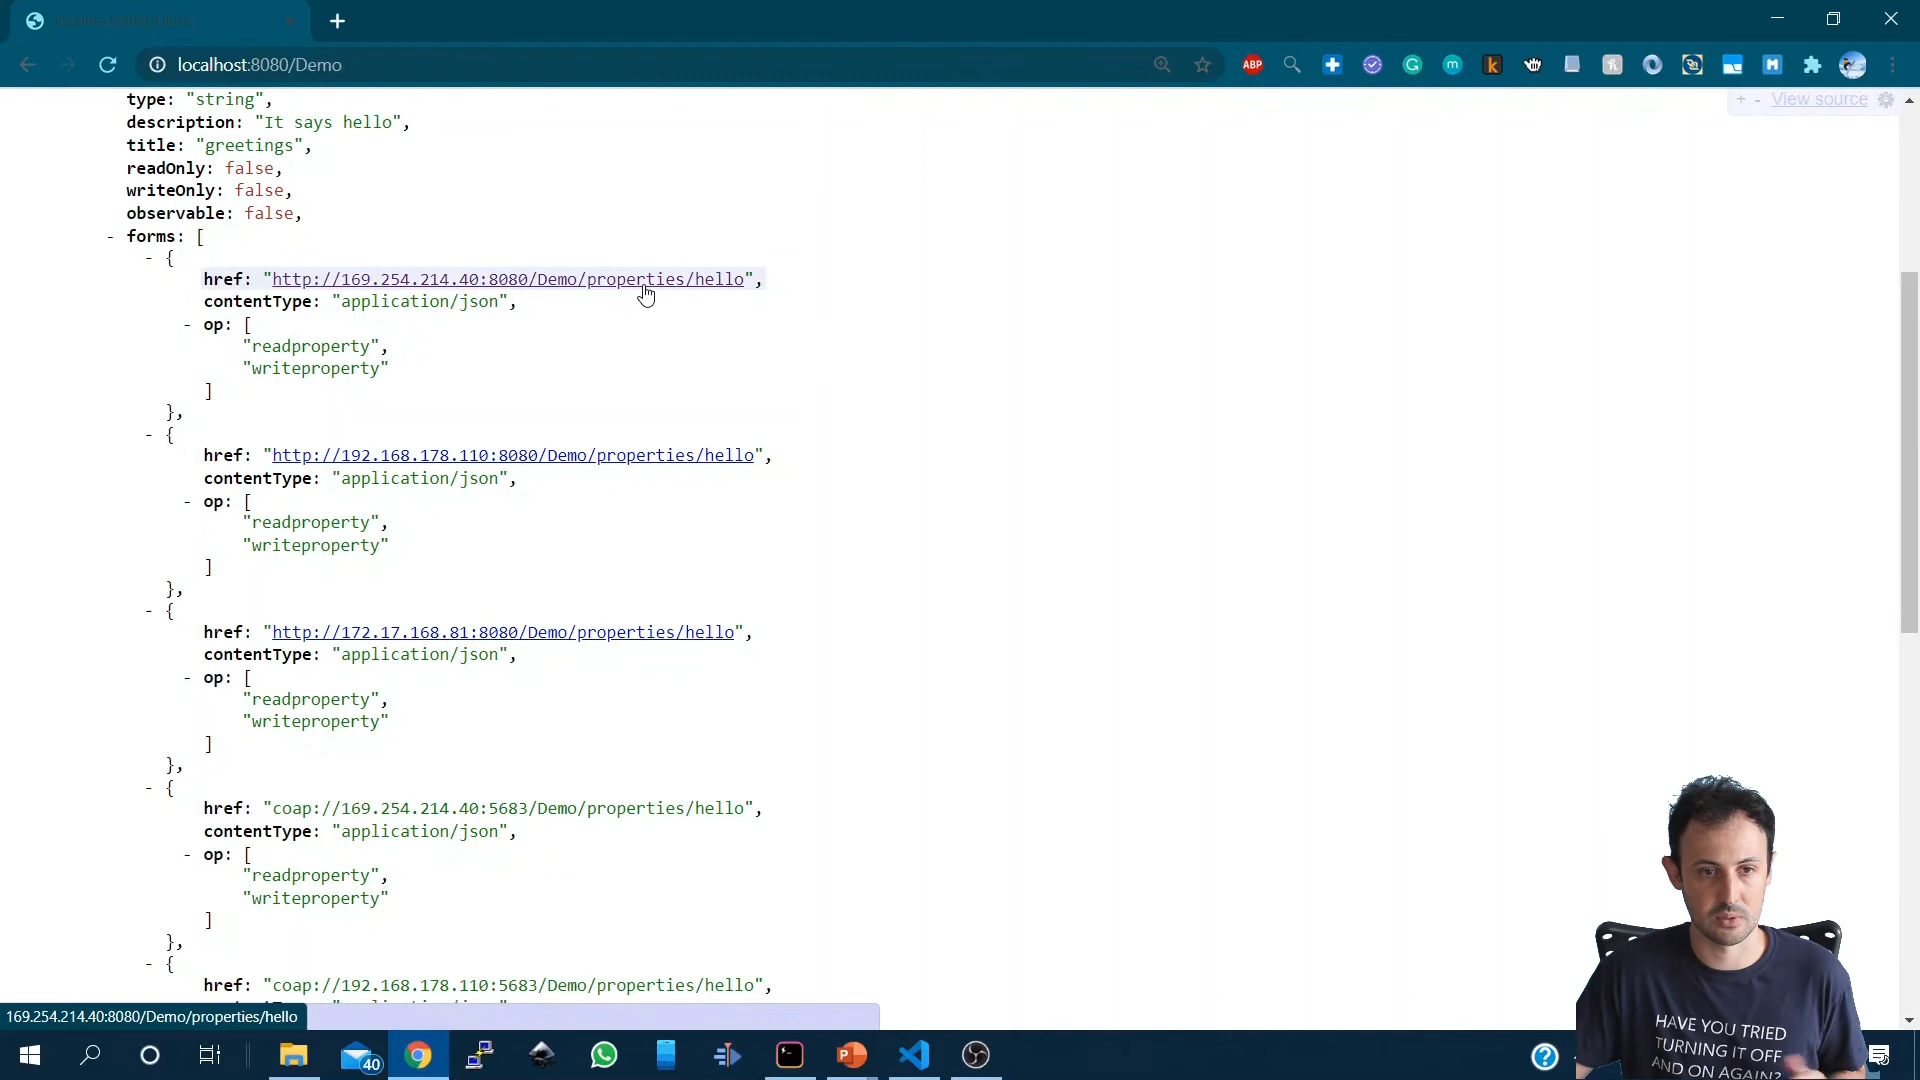 localhost:8080/Demo
ABP
+ - View source
type: "string",
description: "It says hello",
title: "greetings",
readOnly: false,
writeOnly: false,
observable: false,
- forms: [
- {
href: "http://169.254.214.40:8080/Demo/properties/hello",
contentType: "application/json",
- op: [
"readproperty",
"writeproperty"
]
},
- {
href: "http://192.168.178.110:8080/Demo/properties/hello",
contentType: "application/json",
- op: [
"readproperty",
"writeproperty"
]
},
- {
href: "http://172.17.168.81:8080/Demo/properties/hello",
contentType: "application/json",
- op: [
"readproperty",
"writeproperty"
]
},
- {
href: "coap://169.254.214.40:5683/Demo/properties/hello",
contentType: "application/json",
- op: [
"readproperty",
"writeproperty"
]
},
- {
href: "coap://192.168.178.110:5683/Demo/properties/hello",
169.254.214.40:8080/Demo/properties/hello
40
HAVE YOU TRIED
TURNING IT OFF
AND ON AGAIN?